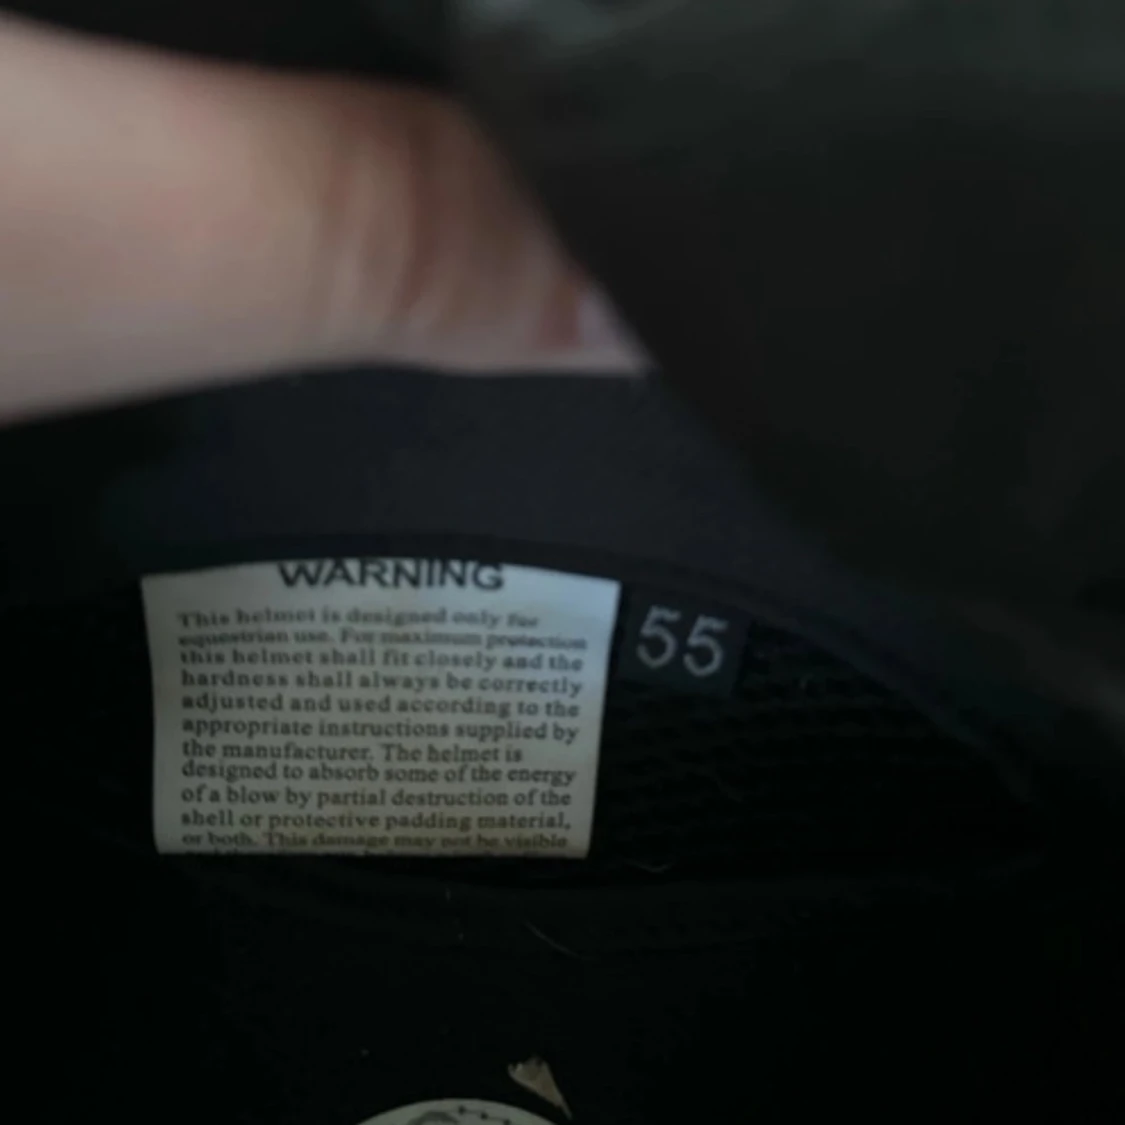 WARNING
This helmet is designed only for
equestrian use. For maximum protection
this helmet shall fit closely and the
hardness shall always be correctly
adjusted and used according to the
appropriate instructions supplied by
the manufacturer. The helmet is
designed to absorb some of the energy
of a blow by partial destruction of the
shell or protective padding material,
or both. This damage may not be visible
55